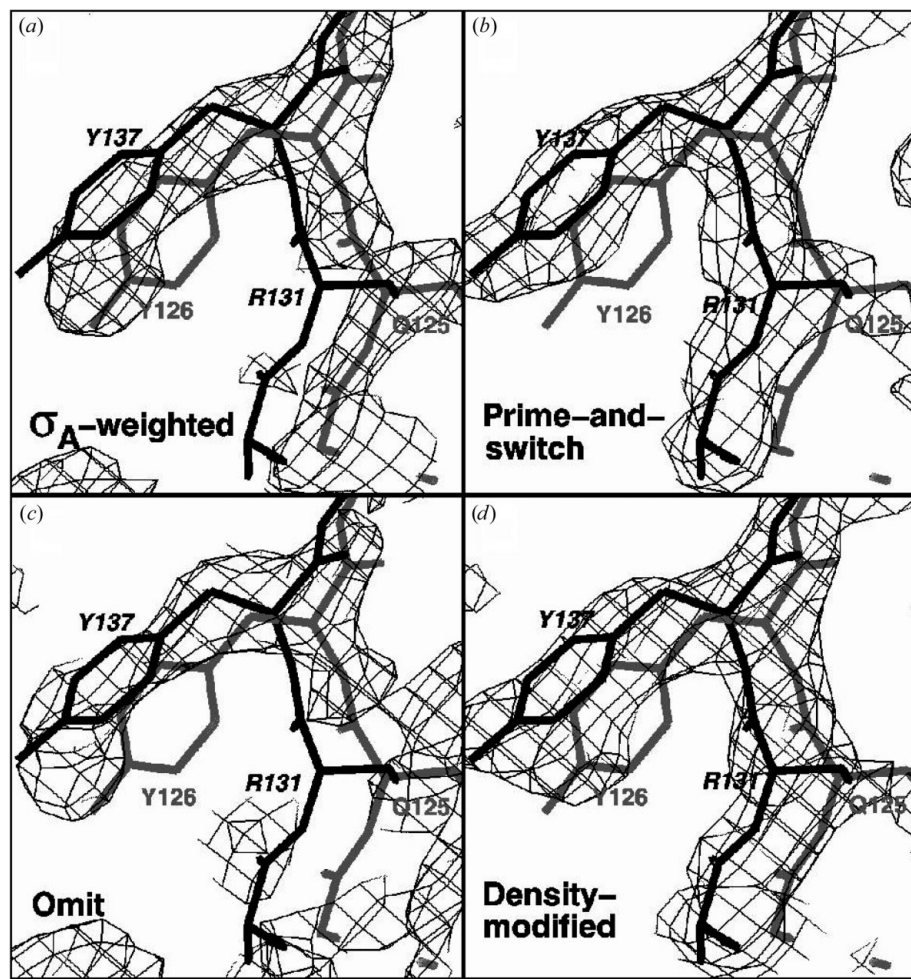 (a)
Y137
Y126
R131
Q125
σA-weighted
(b)
Y137
Y126
R131
Q125
Prime-and-
switch
(c)
Y137
Y126
R131
Q125
Omit
(d)
Y137
Y126
R131
Q125
Density-
modified